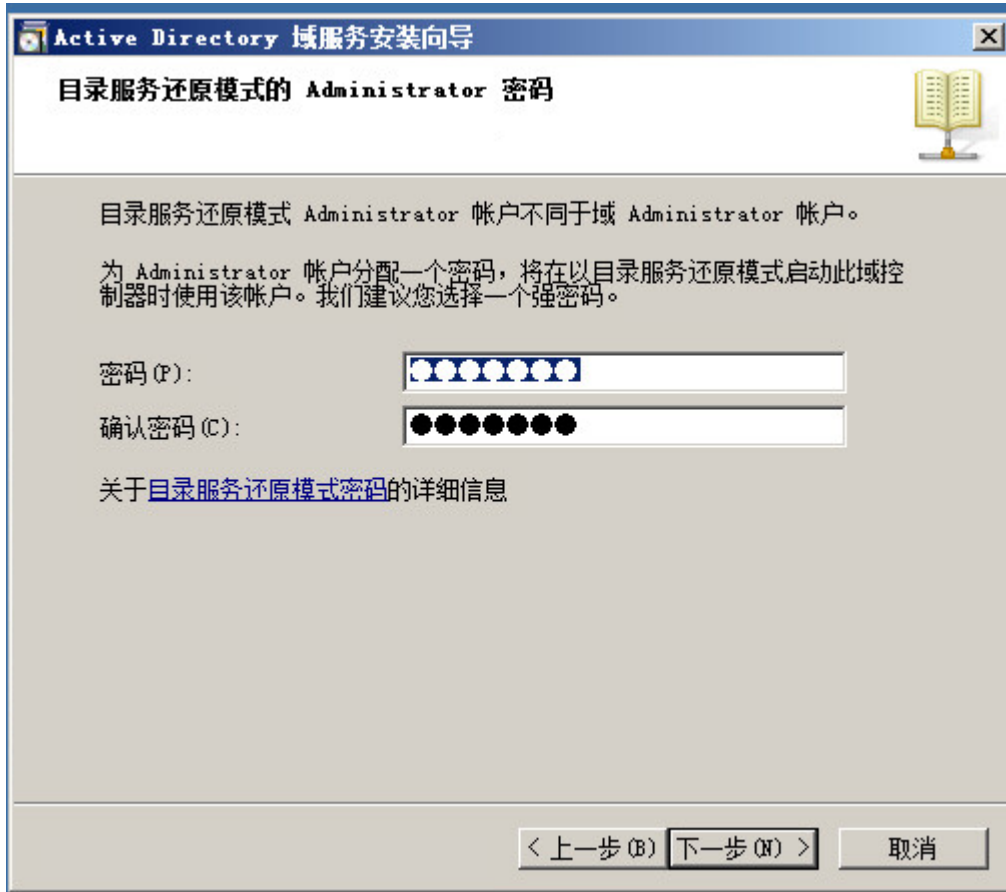 Active Directory 域服务安装向导
目录服务还原模式的 Administrator 密码
目录服务还原模式 Administrator 帐户不同于域 Administrator 帐户。
为 Administrator 帐户分配一个密码，将在以目录服务还原模式启动此域控
制器时使用该帐户。我们建议您选择一个强密码。
密码(P):
确认密码(C):
关于目录服务还原模式密码的详细信息
< 上一步(B) 下一步(N) > 取消